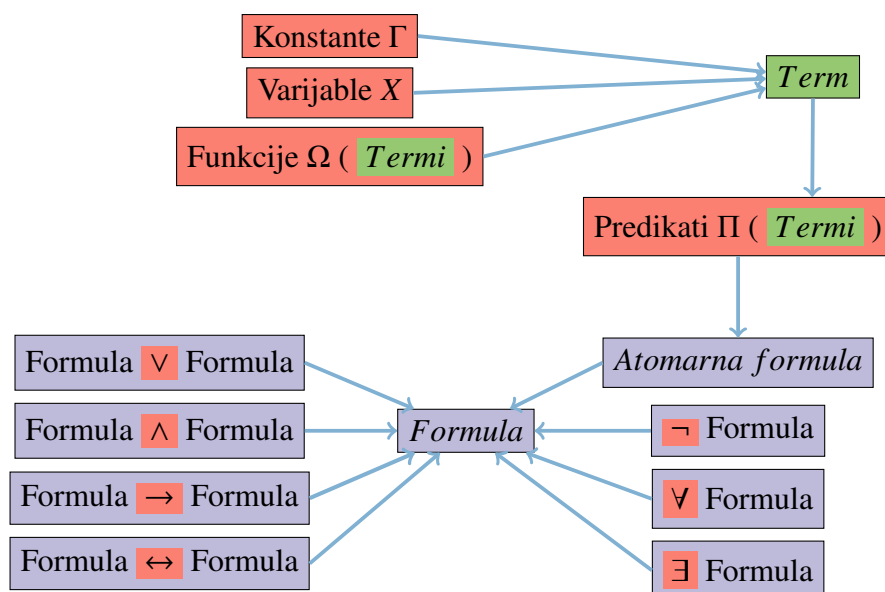 Konstante Γ
Varijable X
Term
Funkcije Ω ( Termi )
Predikati Π ( Termi )
Formula ∨ Formula
Atomarna formula
Formula ∧ Formula
Formula
¬ Formula
Formula → Formula
∀ Formula
Formula ↔ Formula
∃ Formula